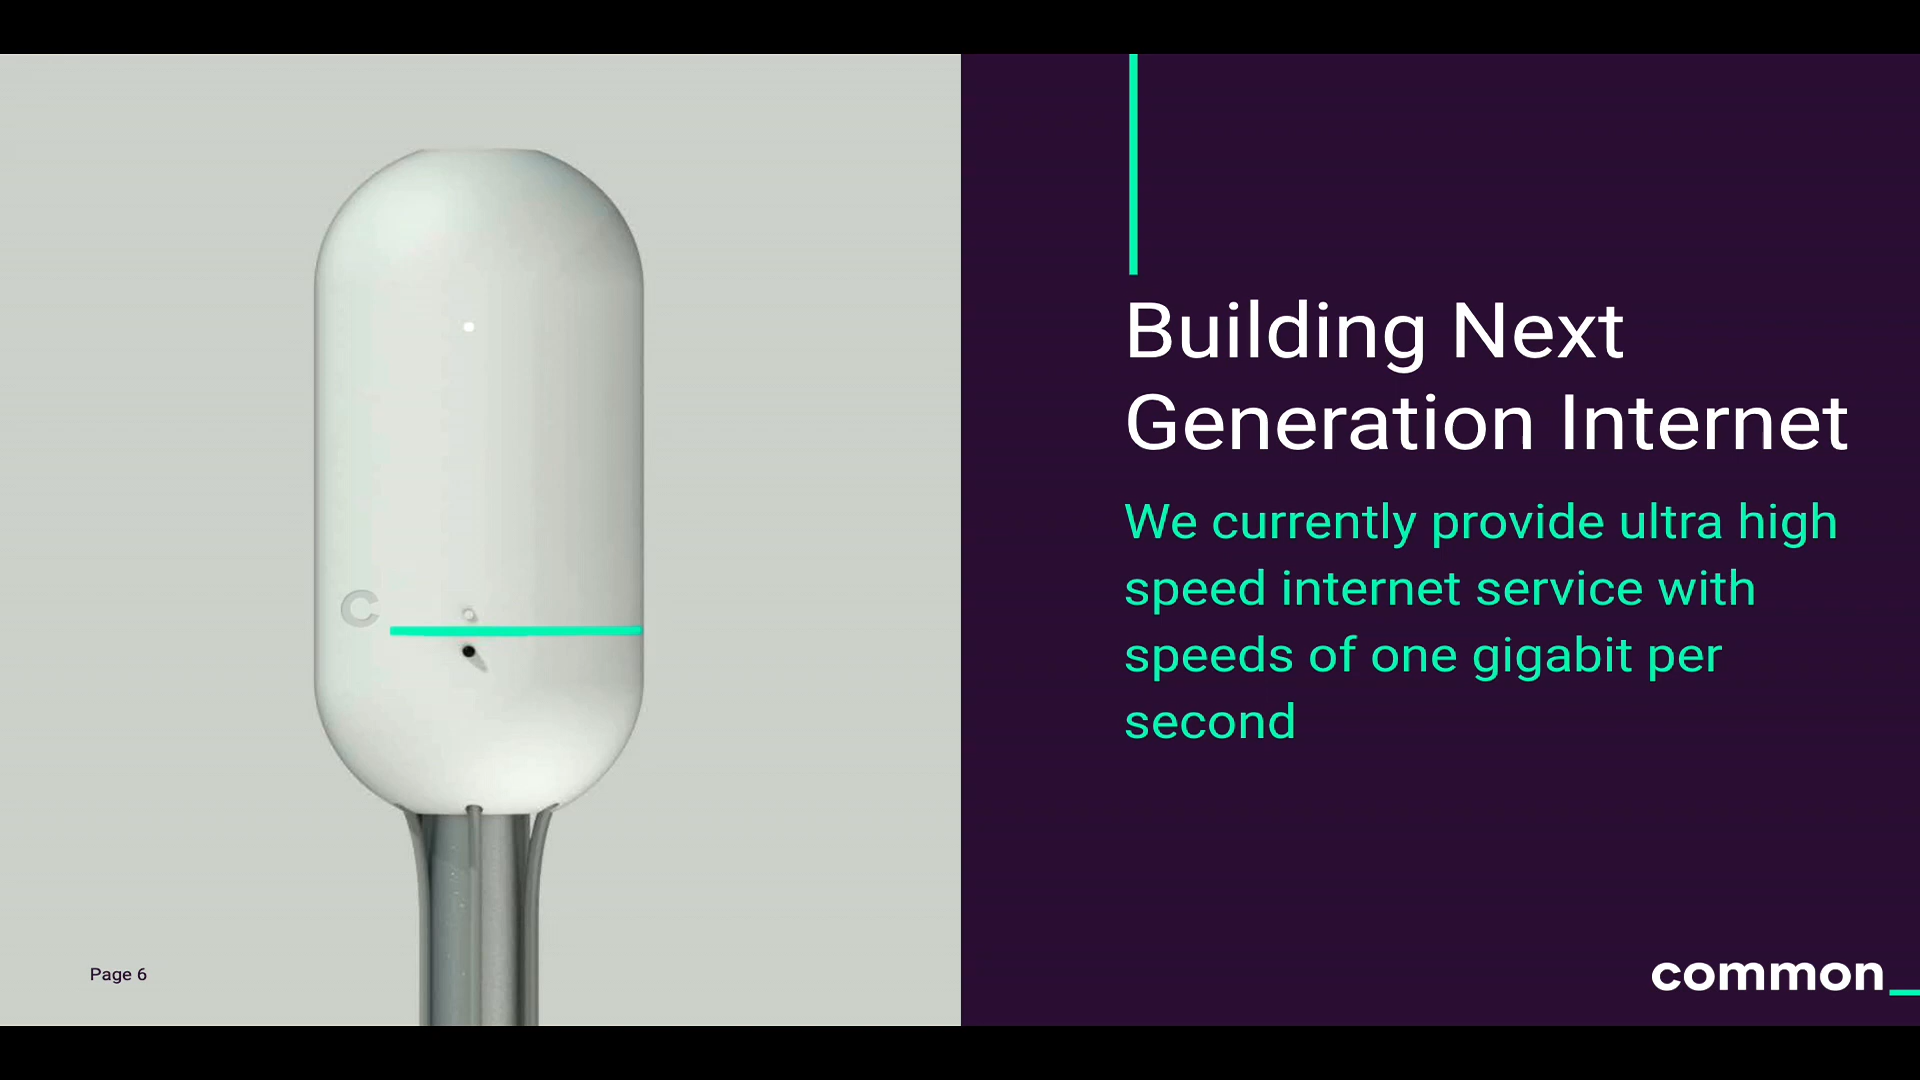 Building Next
Generation Internet
We currently provide ultra high
speed internet service with
speeds of one gigabit per
second
C
Page 6
common_